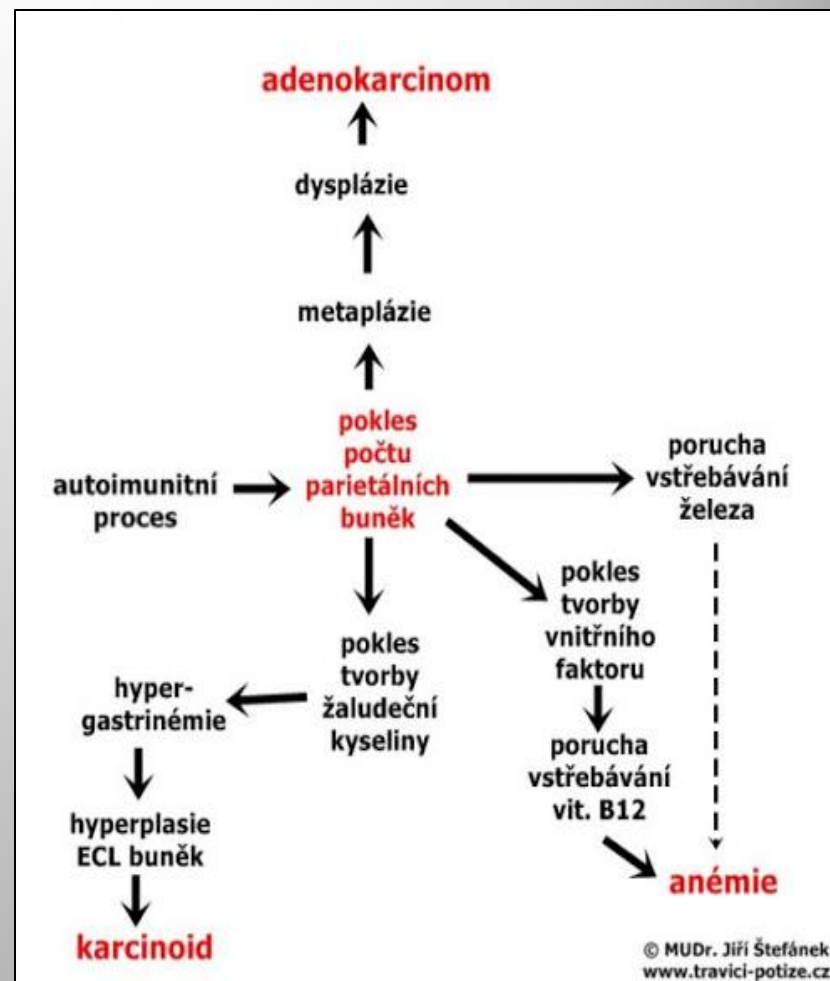 adenokarcinom
dysplázie
metaplázie
pokles
počtu
parietálních
buněk
autoimunitní
proces
porucha
vstřebávání
železa
pokles
tvorby
vnitřního
faktoru
pokles
tvorby
žaludeční
kyseliny
hyper-
gastrinémie
porucha
vstřebávání
vit. B12
hyperplasie
ECL buněk
anémie
karcinoid
© MUDr. Jiří Štefánek
www.travici-potize.cz